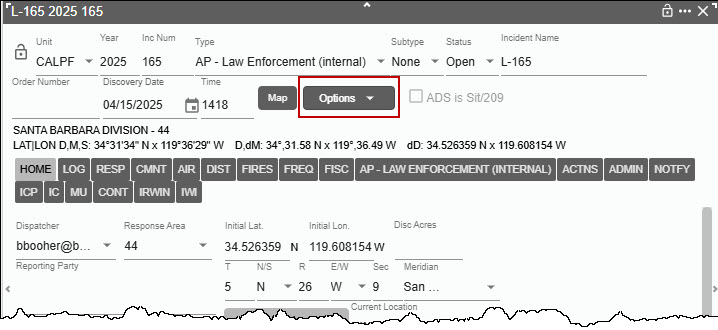 L-165 2025 165
Unit Year Inc Num Type Subtype Status Incident Name
CALPF 2025 165 AP - Law Enforcement (internal) None Open L-165
Order Number Discovery Date Time
04/15/2025 1418 Map Options ADS is Sit/209
SANTA BARBARA DIVISION - 44
LAT|LON D,M,S: 34°31'34" N x 119°36'29" W D,dM: 34°,31.58 N x 119°,36.49 W dD: 34.526359 N x 119.608154 W
HOME LOG RESP CMNT AIR DIST FIRES FREQ FISC AP - LAW ENFORCEMENT (INTERNAL) ACTNS ADMIN NOTFY
ICP IC MU CONT IRWIN IWI
Dispatcher Response Area Initial Lat. Initial Lon. Disc Acres
bbooher@b... 44 34.526359 N 119.608154 W
Reporting Party T N/S R E/W Sec Meridian
5 N 26 W 9 San ...
Current Location